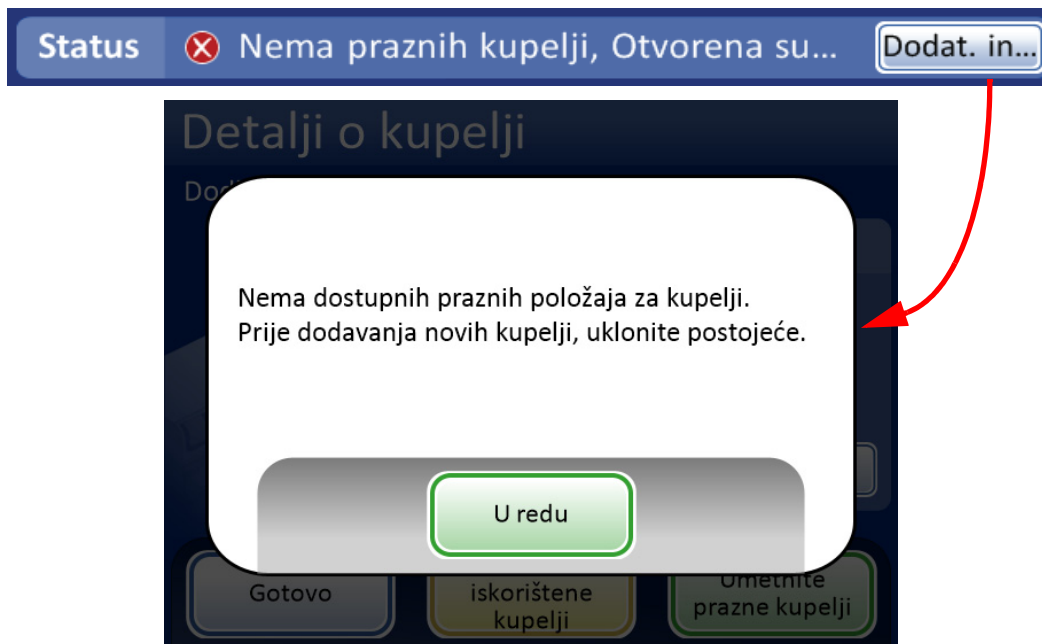 Status Nema praznih kupelji, Otvorena su... Dodat. in...
Detalji o kupelji
Nema dostupnih praznih položaja za kupelji.
Prije dodavanja novih kupelji, uklonite postojeće.
U redu
Gotovo
iskorištene
kupelji
Umetnite
prazne kupelji